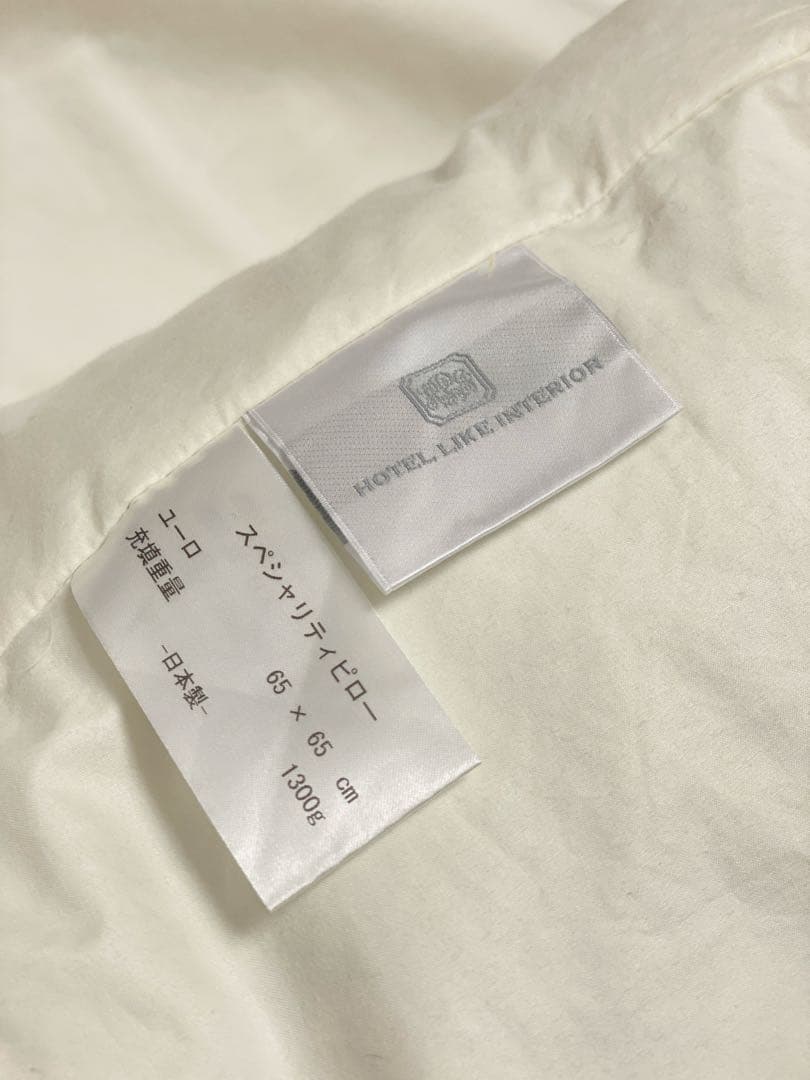 HOTEL LIKE INTERIOR
スペシャリティピロー
ユーロ 65 × 65 cm
充填重量 1300g
-日本製-